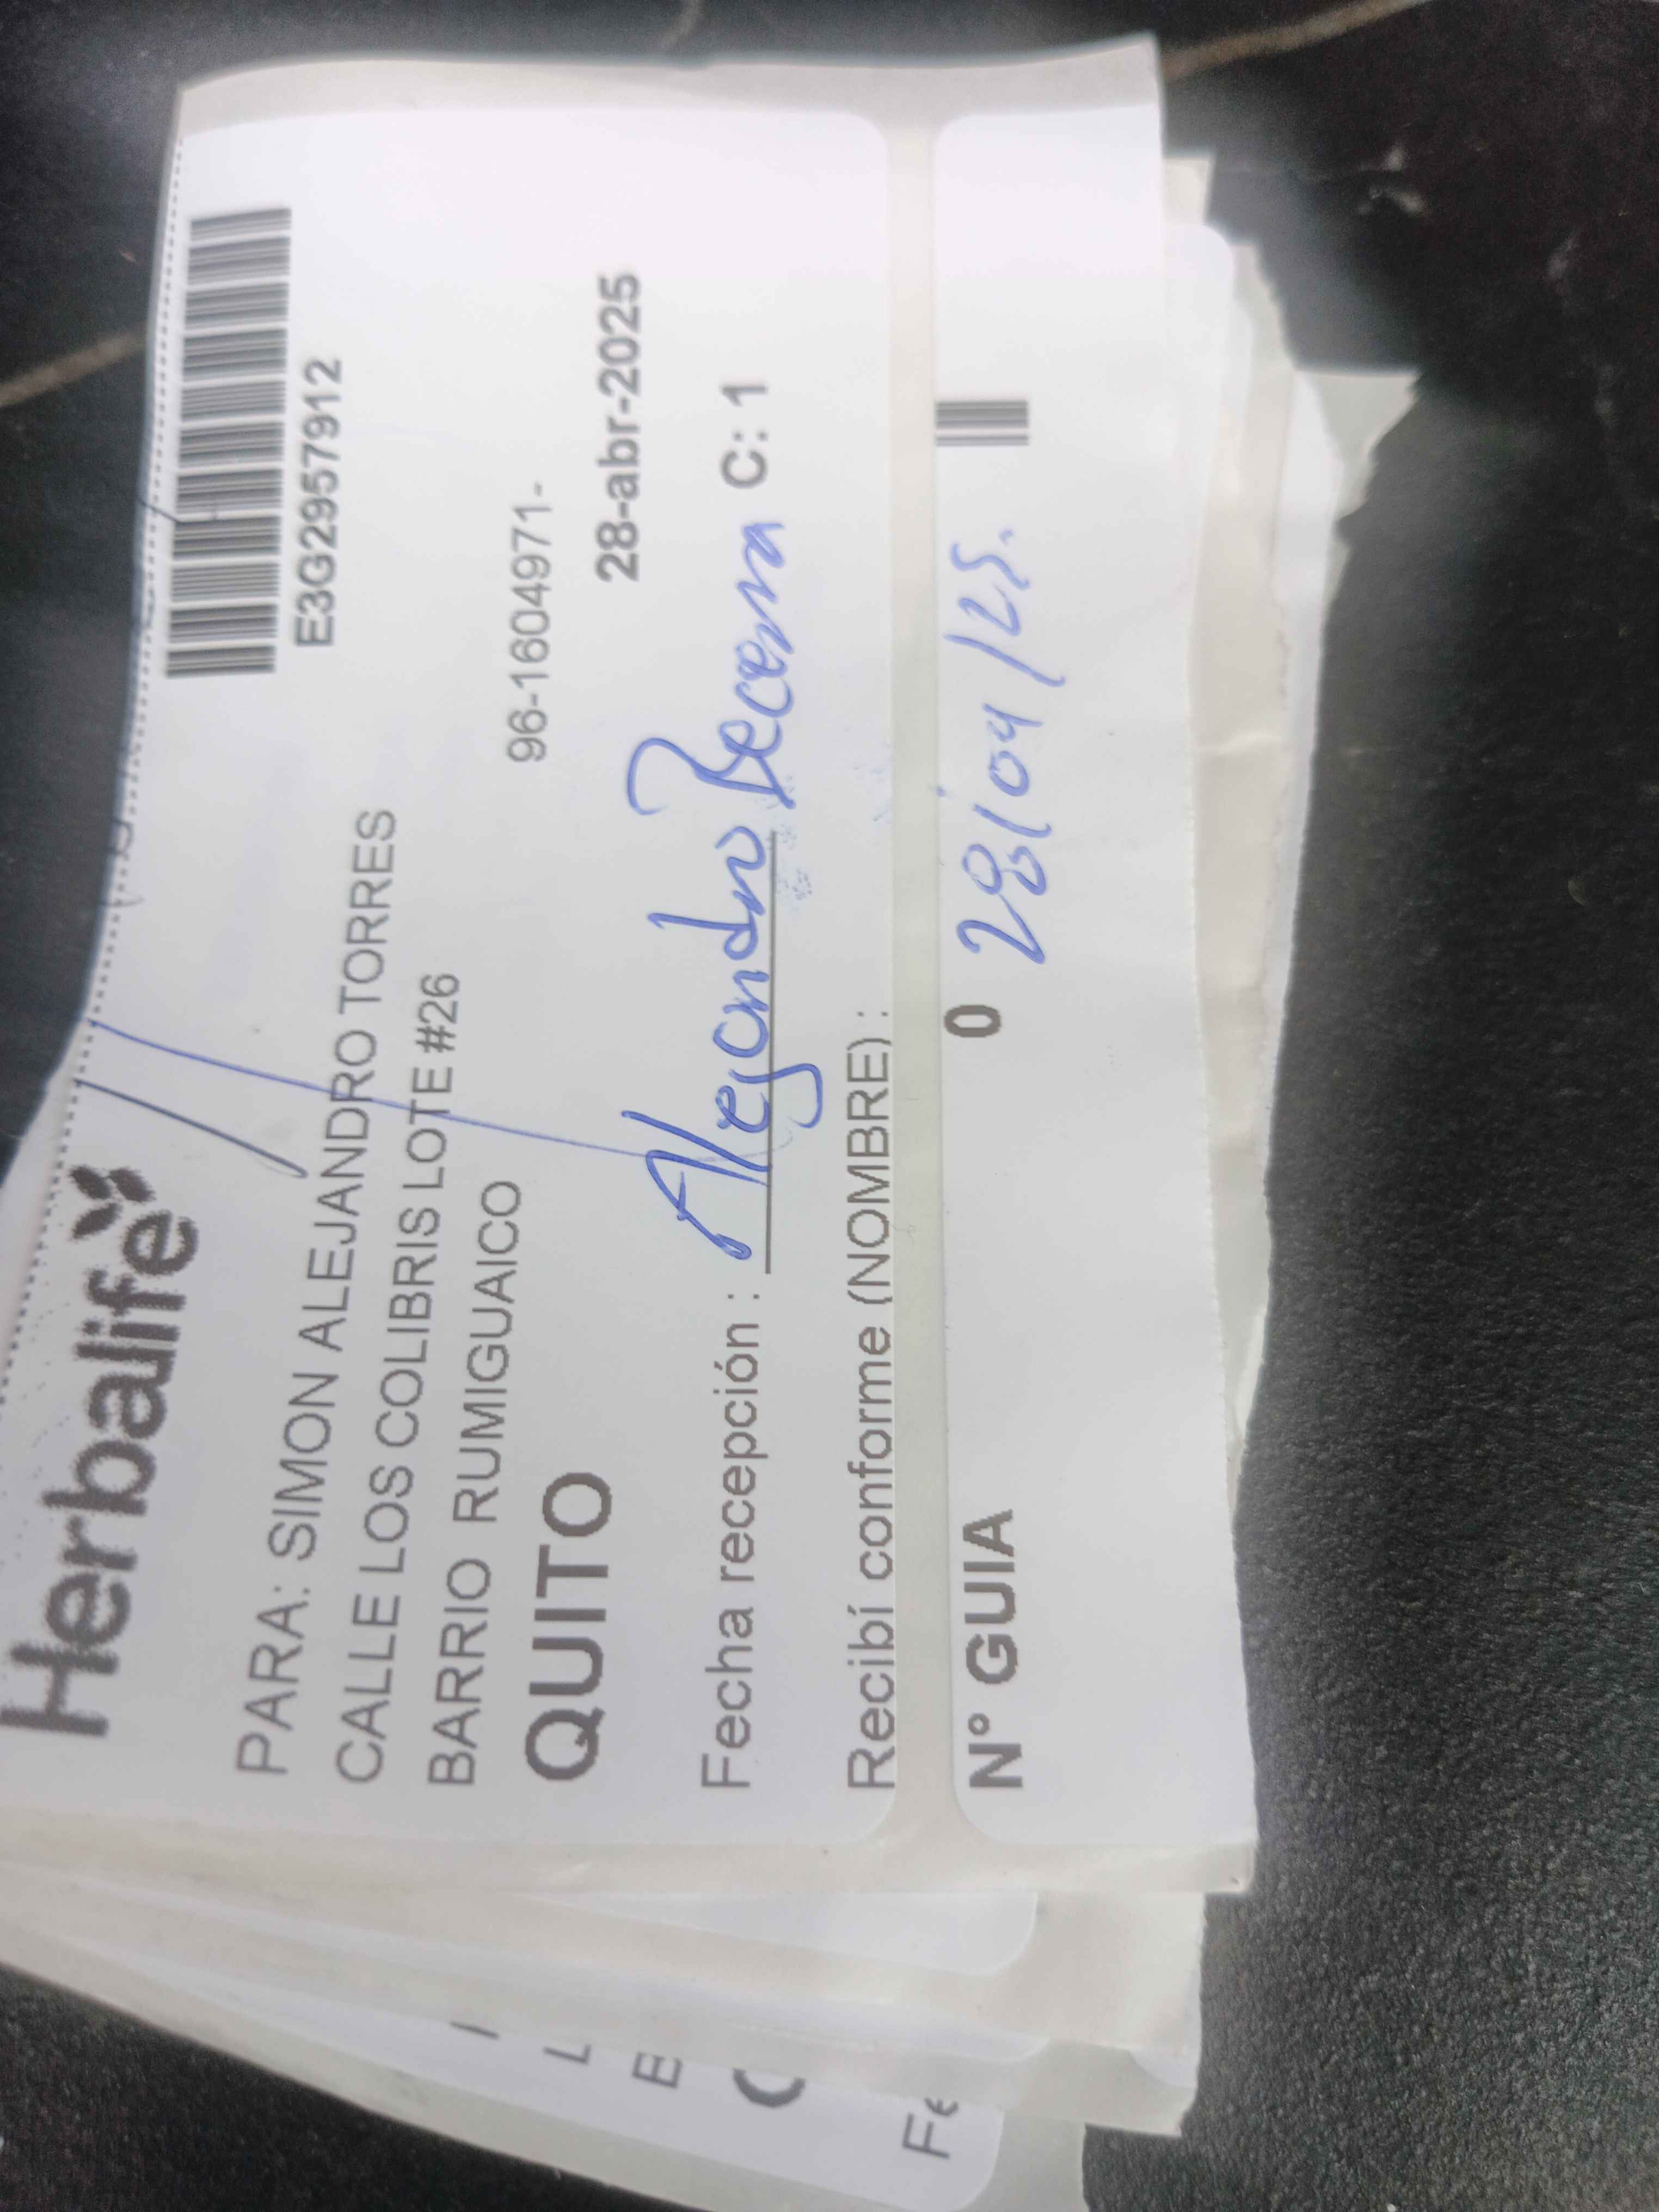 Herbalife
E3G2957912
PARA: SIMON ALEJANDRO TORRES
CALLE LOS COLIBRIS LOTE #26
BARRIO RUMIGUAICO
96-1604971-
QUITO
28-abr-2025
Fecha recepción : Alejandro Becerra C: 1
Recibí conforme (NOMBRE) :
N° GUIA 0 28/04/25.
L
E
Fe